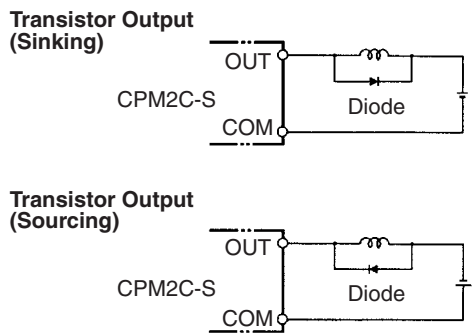 Transistor Output
(Sinking)
OUT
CPM2C-S
Diode
COM
Transistor Output
(Sourcing)
OUT
CPM2C-S
Diode
COM